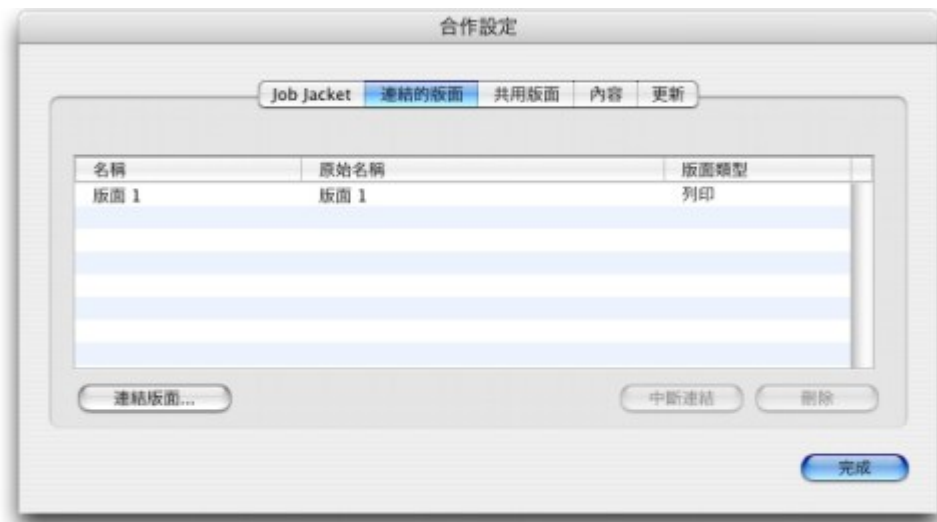 合作設定
Job Jacket 連結的版面 共用版面 內容 更新
名稱 原始名稱 版面類型
版面 1 版面 1 列印
連結版面... 中斷連結 刪除
完成